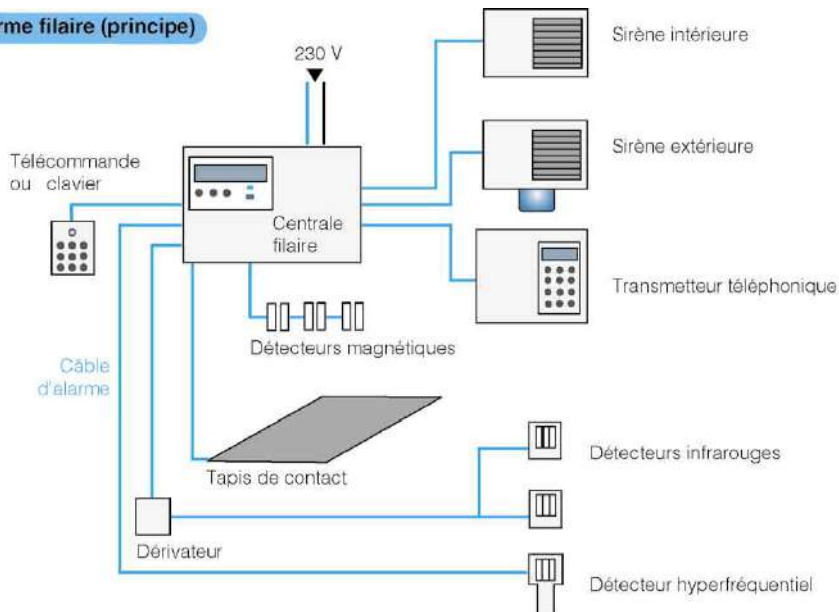 rme filaire (principe)
230 V
Sirène intérieure
Sirène extérieure
Télécommande
ou clavier
Centrale
filaire
Transmetteur téléphonique
Détecteurs magnétiques
Câble
d'alarme
Tapis de contact
Détecteurs infrarouges
Dérivateur
Détecteur hyperfréquentiel